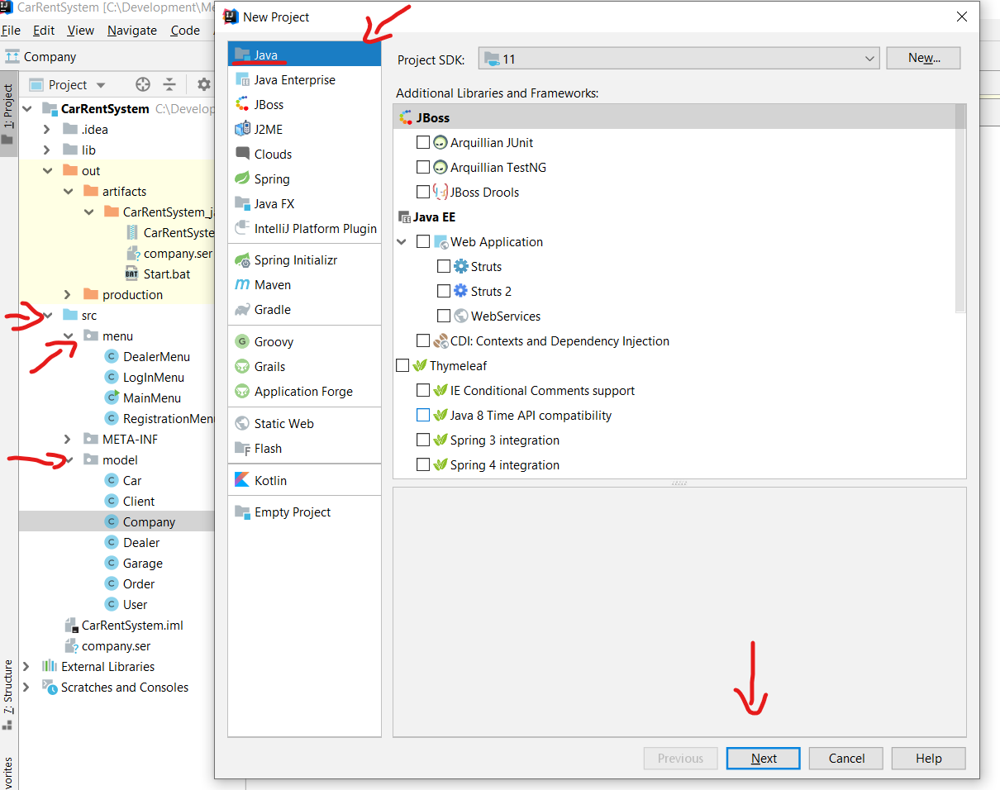 CarRentSystem [C:\Development\Me
New Project
File Edit View Navigate Code
Company
1: Project
Project
CarRentSystem C:\Develop
.idea
lib
out
artifacts
CarRentSystem_ja
CarRentSyste
company.ser
Start.bat
production
src
menu
DealerMenu
LogInMenu
MainMenu
RegistrationMenu
META-INF
model
Car
Client
Company
Dealer
Garage
Order
User
CarRentSystem.iml
company.ser
External Libraries
Scratches and Consoles
7: Structure
vorites
Java
Java Enterprise
JBoss
J2ME
Clouds
Spring
Java FX
IntelliJ Platform Plugin
Spring Initializr
Maven
Gradle
Groovy
Grails
Application Forge
Static Web
Flash
Kotlin
Empty Project
Project SDK: 11 New...
Additional Libraries and Frameworks:
JBoss
Arquillian JUnit
Arquillian TestNG
JBoss Drools
Java EE
Web Application
Struts
Struts 2
WebServices
CDI: Contexts and Dependency Injection
Thymeleaf
IE Conditional Comments support
Java 8 Time API compatibility
Spring 3 integration
Spring 4 integration
Previous Next Cancel Help